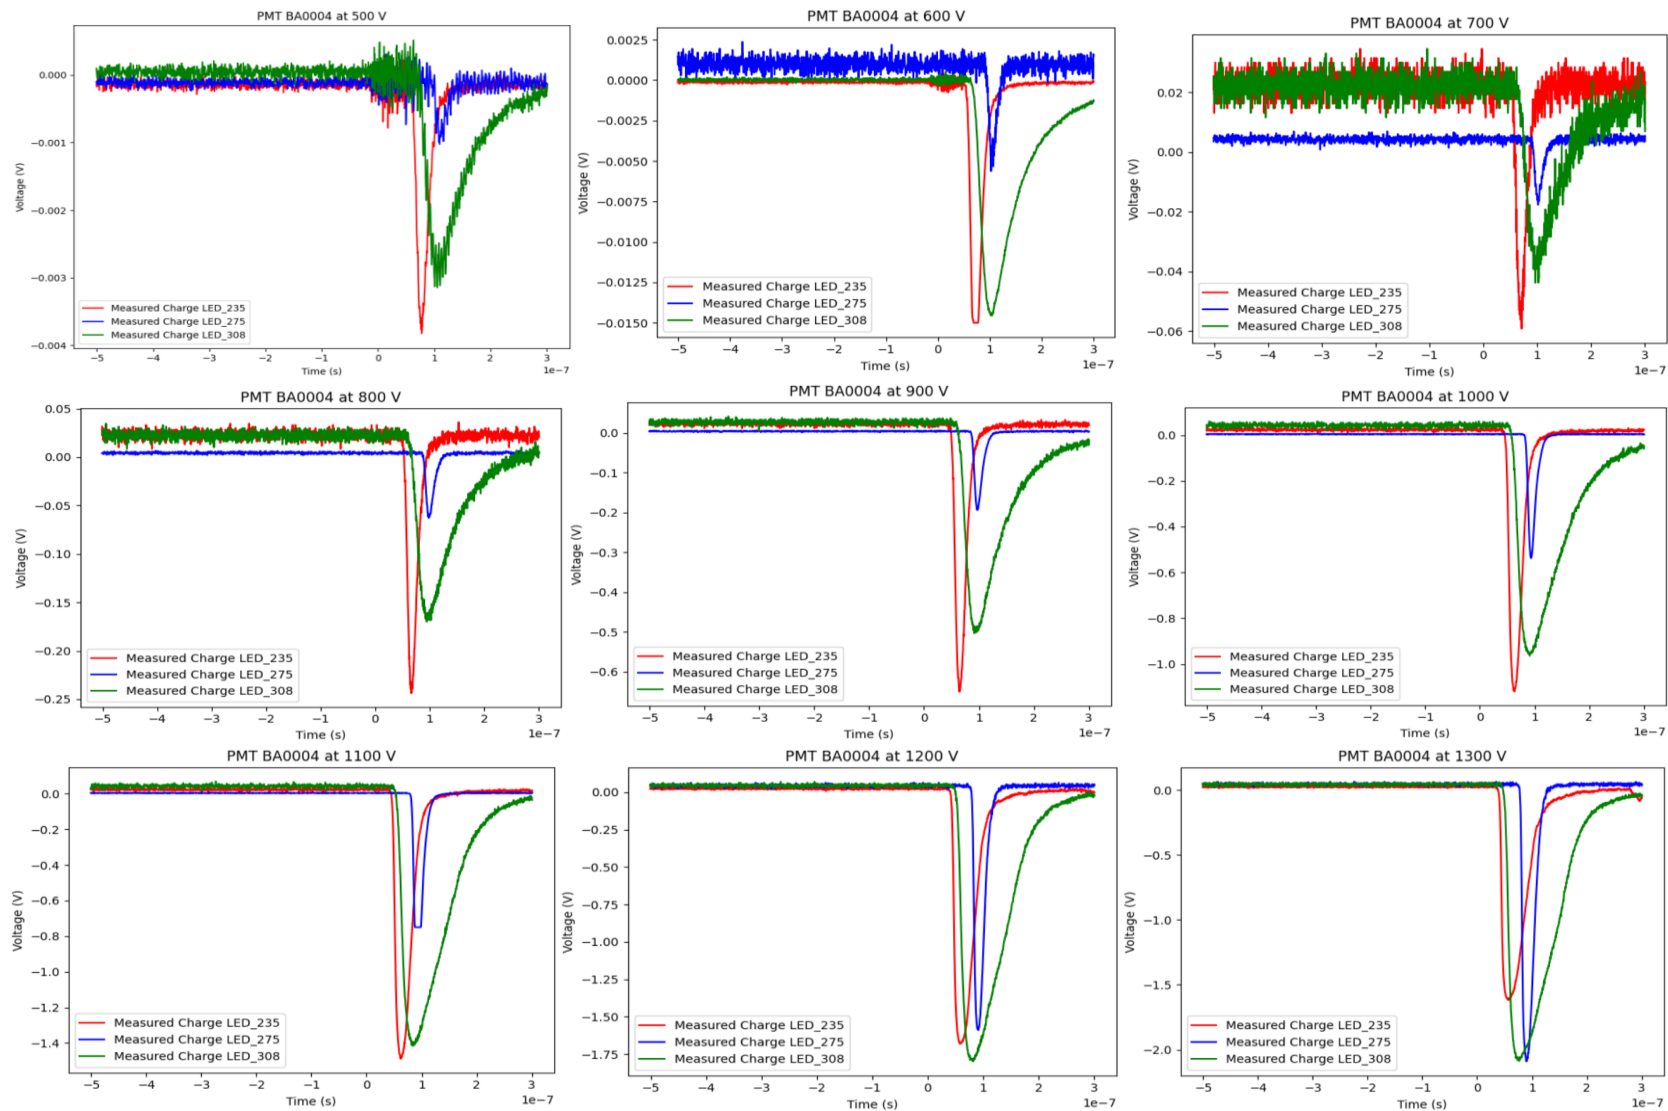 PMT BA0004 at 500 V
0.000
−0.001
−0.002
−0.003
−0.004
Voltage (V)
Measured Charge LED_235
Measured Charge LED_275
Measured Charge LED_308
−5 −4 −3 −2 −1 0 1 2 3
Time (s)
1e−7
PMT BA0004 at 600 V
0.0025
0.0000
−0.0025
−0.0050
−0.0075
−0.0100
−0.0125
−0.0150
Voltage (V)
Measured Charge LED_235
Measured Charge LED_275
Measured Charge LED_308
−5 −4 −3 −2 −1 0 1 2 3
Time (s)
1e−7
PMT BA0004 at 700 V
0.02
0.00
−0.02
−0.04
−0.06
Voltage (V)
Measured Charge LED_235
Measured Charge LED_275
Measured Charge LED_308
−5 −4 −3 −2 −1 0 1 2 3
Time (s)
1e−7
PMT BA0004 at 800 V
0.05
0.00
−0.05
−0.10
−0.15
−0.20
−0.25
Voltage (V)
Measured Charge LED_235
Measured Charge LED_275
Measured Charge LED_308
−5 −4 −3 −2 −1 0 1 2 3
Time (s)
1e−7
PMT BA0004 at 900 V
0.0
−0.1
−0.2
−0.3
−0.4
−0.5
−0.6
Voltage (V)
Measured Charge LED_235
Measured Charge LED_275
Measured Charge LED_308
−5 −4 −3 −2 −1 0 1 2 3
Time (s)
1e−7
PMT BA0004 at 1000 V
0.0
−0.2
−0.4
−0.6
−0.8
−1.0
Voltage (V)
Measured Charge LED_235
Measured Charge LED_275
Measured Charge LED_308
−5 −4 −3 −2 −1 0 1 2 3
Time (s)
1e−7
PMT BA0004 at 1100 V
0.0
−0.2
−0.4
−0.6
−0.8
−1.0
−1.2
−1.4
Voltage (V)
Measured Charge LED_235
Measured Charge LED_275
Measured Charge LED_308
−5 −4 −3 −2 −1 0 1 2 3
Time (s)
1e−7
PMT BA0004 at 1200 V
0.00
−0.25
−0.50
−0.75
−1.00
−1.25
−1.50
−1.75
Voltage (V)
Measured Charge LED_235
Measured Charge LED_275
Measured Charge LED_308
−5 −4 −3 −2 −1 0 1 2 3
Time (s)
1e−7
PMT BA0004 at 1300 V
0.0
−0.5
−1.0
−1.5
−2.0
Voltage (V)
Measured Charge LED_235
Measured Charge LED_275
Measured Charge LED_308
−5 −4 −3 −2 −1 0 1 2 3
Time (s)
1e−7